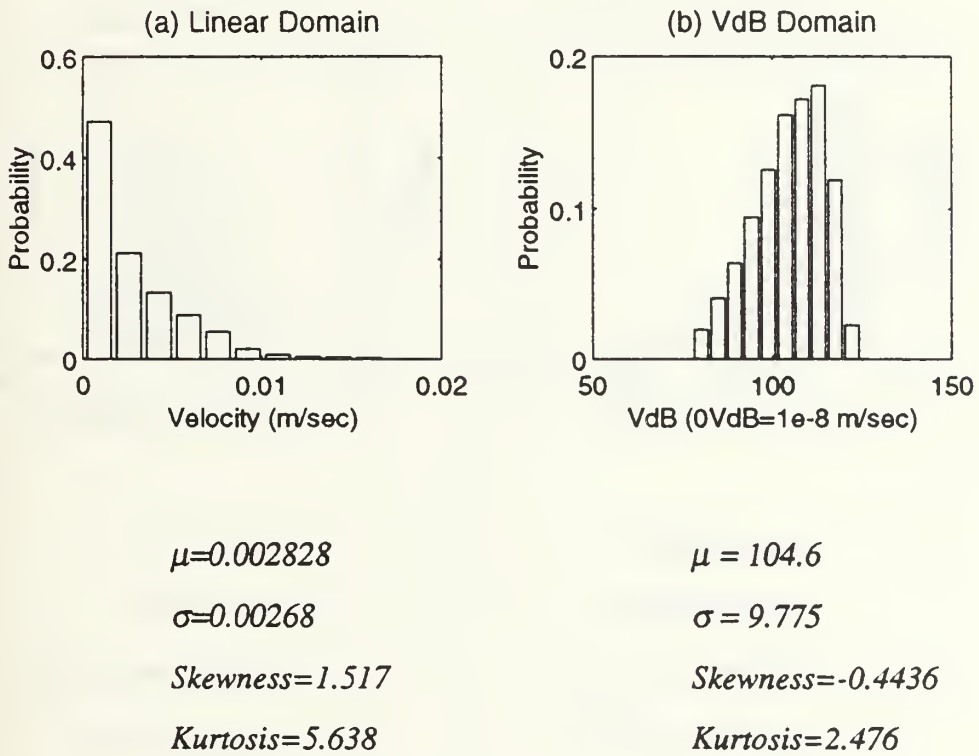 (a) Linear Domain
0.6
0.4
0.2
0
Probability
0
0.01
0.02
Velocity (m/sec)
(b) VdB Domain
0.2
0.1
0
Probability
50
100
150
VdB (0VdB=1e-8 m/sec)
μ=0.002828
σ=0.00268
Skewness=1.517
Kurtosis=5.638
μ = 104.6
σ = 9.775
Skewness=-0.4436
Kurtosis=2.476